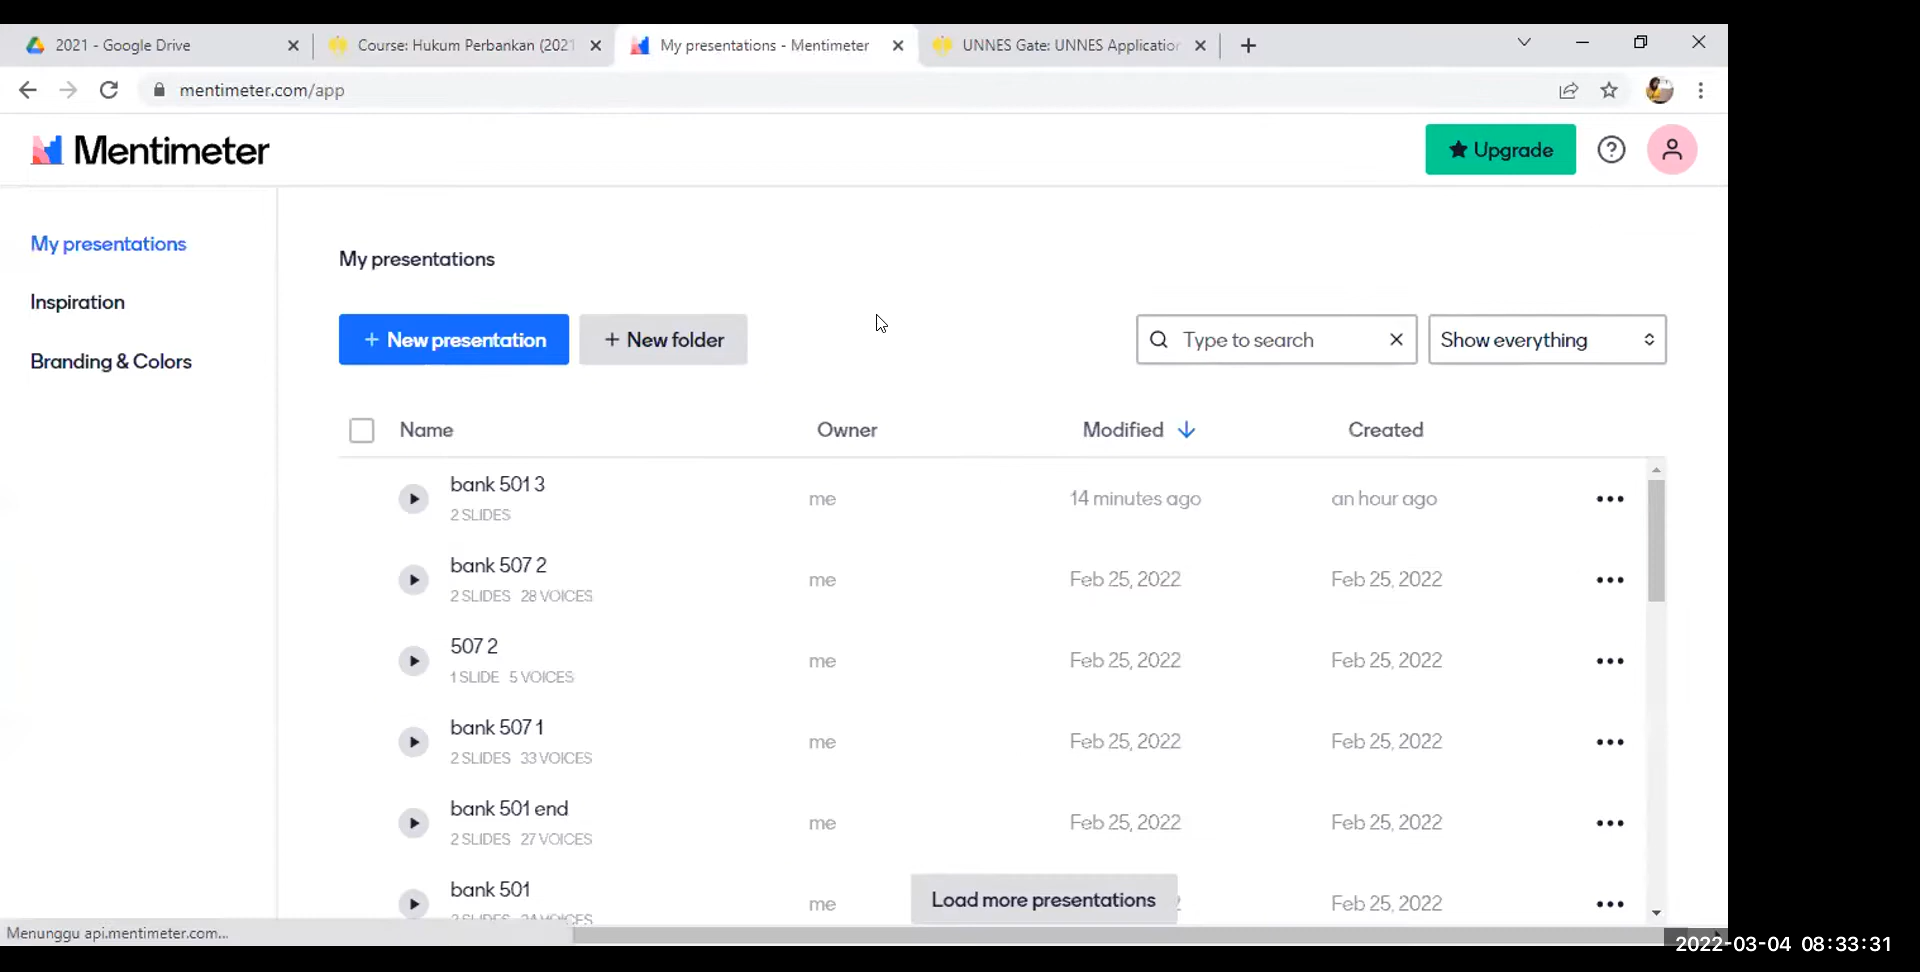 2021 - Google Drive
Course: Hukum Perbankan (2021
My presentations - Mentimeter
UNNES Gate: UNNES Application
mentimeter.com/app
Mentimeter
Upgrade
My presentations
Inspiration
Branding & Colors
My presentations
+ New presentation
+ New folder
Type to search
Show everything
Name Owner Modified Created
bank 501 3
2 SLIDES
me 14 minutes ago an hour ago
bank 507 2
2 SLIDES 28 VOICES
me Feb 25, 2022 Feb 25, 2022
507 2
1 SLIDE 5 VOICES
me Feb 25, 2022 Feb 25, 2022
bank 507 1
2 SLIDES 33 VOICES
me Feb 25, 2022 Feb 25, 2022
bank 501 end
2 SLIDES 27 VOICES
me Feb 25, 2022 Feb 25, 2022
bank 501
me Feb 25, 2022
Load more presentations
Menunggu api.mentimeter.com...
2022-03-04 08:33:31